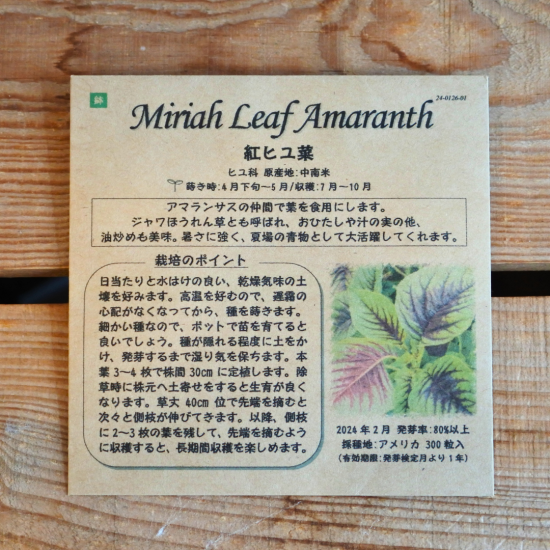 24-0126-01
Miriah Leaf Amaranth
紅ヒユ菜
ヒユ科 原産地:中南米
蒔き時:4月下旬～5月/収穫:7月～10月
アマランサスの仲間で葉を食用にします。
ジャワほうれん草とも呼ばれ、おひたしや汁の実の他、
油炒めも美味。暑さに強く、夏場の青物として大活躍してくれます。
栽培のポイント
日当たりと水はけの良い、乾燥気味の土
壌を好みます。高温を好むので、遅霜の
心配がなくなってから、種を蒔きます。
細かい種なので、ポットで苗を育てると
良いでしょう。種が隠れる程度に土をか
け、発芽するまで湿り気を保ちます。本
葉3～4枚で株間30cmに定植します。除
草時に株元へ土寄せをすると生育が良く
なります。草丈40cm位で先端を摘むと
次々と側枝が伸びてきます。以降、側枝
に2～3枚の葉を残して、先端を摘むよう
に収穫すると、長期間収穫を楽しめます。
2024年2月 発芽率:80%以上
採種地:アメリカ 300粒入
(有効期限:発芽検定月より1年)